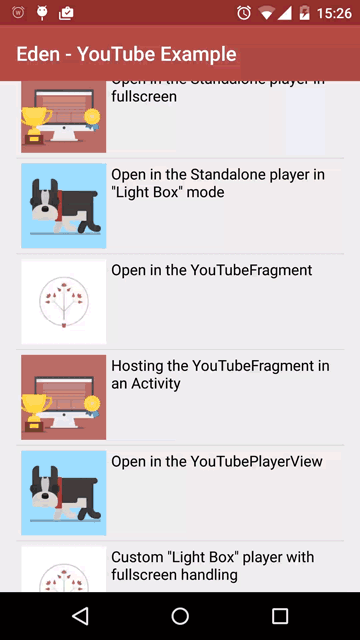 15:26
Eden - YouTube Example
Open in the Standalone player in
fullscreen
Open in the Standalone player in
"Light Box" mode
Open in the YouTubeFragment
Hosting the YouTubeFragment in
an Activity
Open in the YouTubePlayerView
Custom "Light Box" player with
fullscreen handling